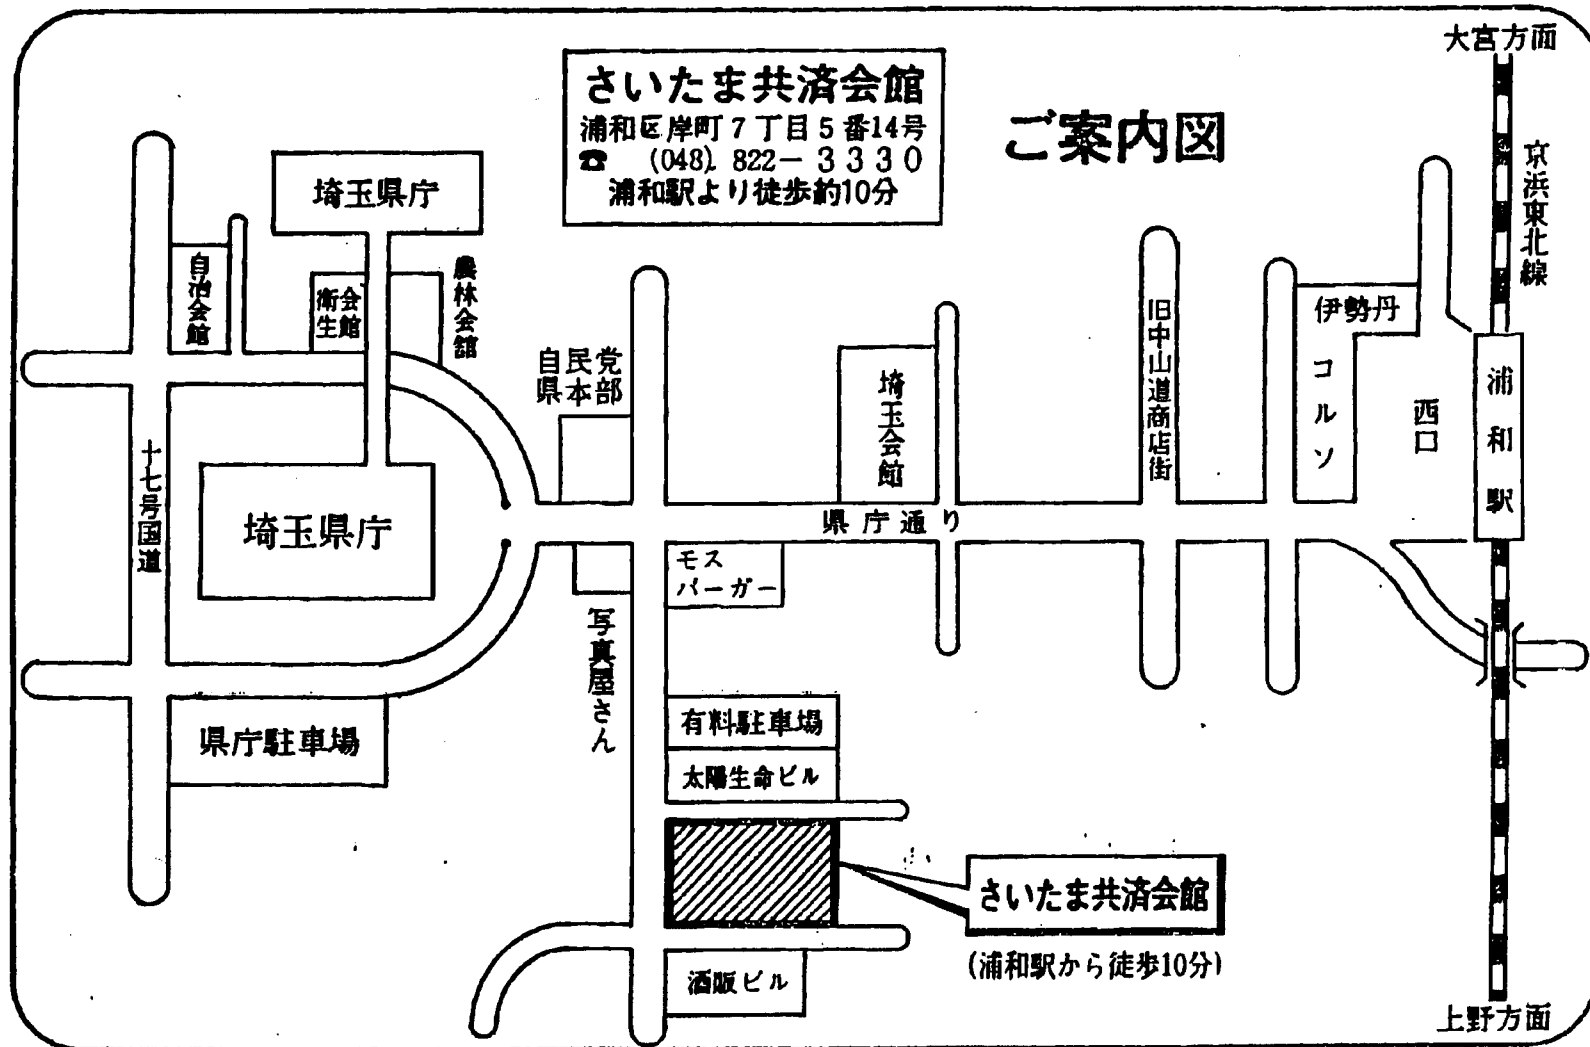 大宮方面
さいたま共済会館
浦和区岸町7丁目5番14号
☎ (048) 822-3330
浦和駅より徒歩約10分
ご案内図
京浜東北線
埼玉県庁
自治会館
衛生会館
農林会館
自民党
県本部
埼玉会館
旧中山道商店街
伊勢丹
コルソ
西口
浦和駅
十七号国道
埼玉県庁
県庁通り
モス
バーガー
写真屋さん
県庁駐車場
有料駐車場
太陽生命ビル
さいたま共済会館
(浦和駅から徒歩10分)
酒販ビル
上野方面